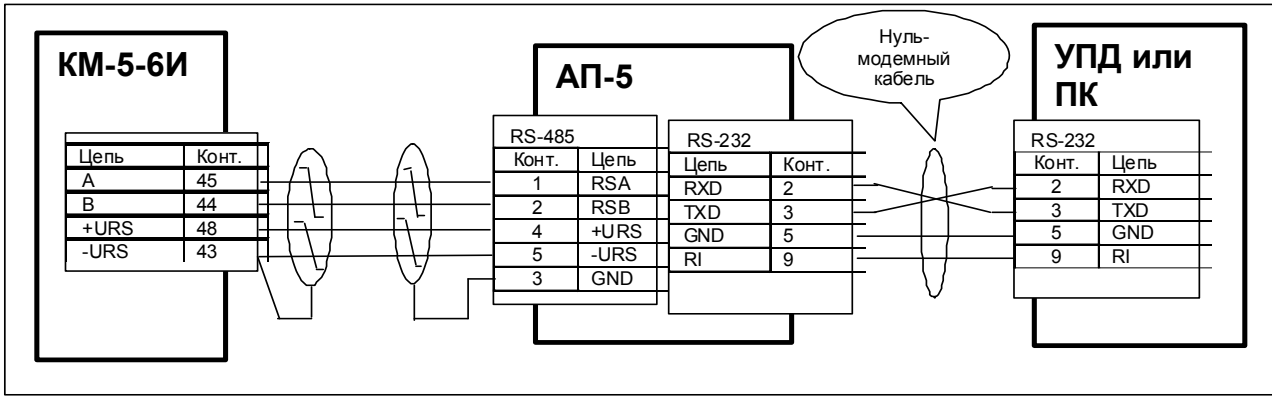 КМ-5-6И
Цепь Конт.
A 45
B 44
+URS 48
-URS 43
АП-5
RS-485
Конт. Цепь
1 RSA
2 RSB
4 +URS
5 -URS
3 GND
RS-232
Цепь Конт.
RXD 2
TXD 3
GND 5
RI 9
Нуль-
модемный
кабель
УПД или
ПК
RS-232
Конт. Цепь
2 RXD
3 TXD
5 GND
9 RI